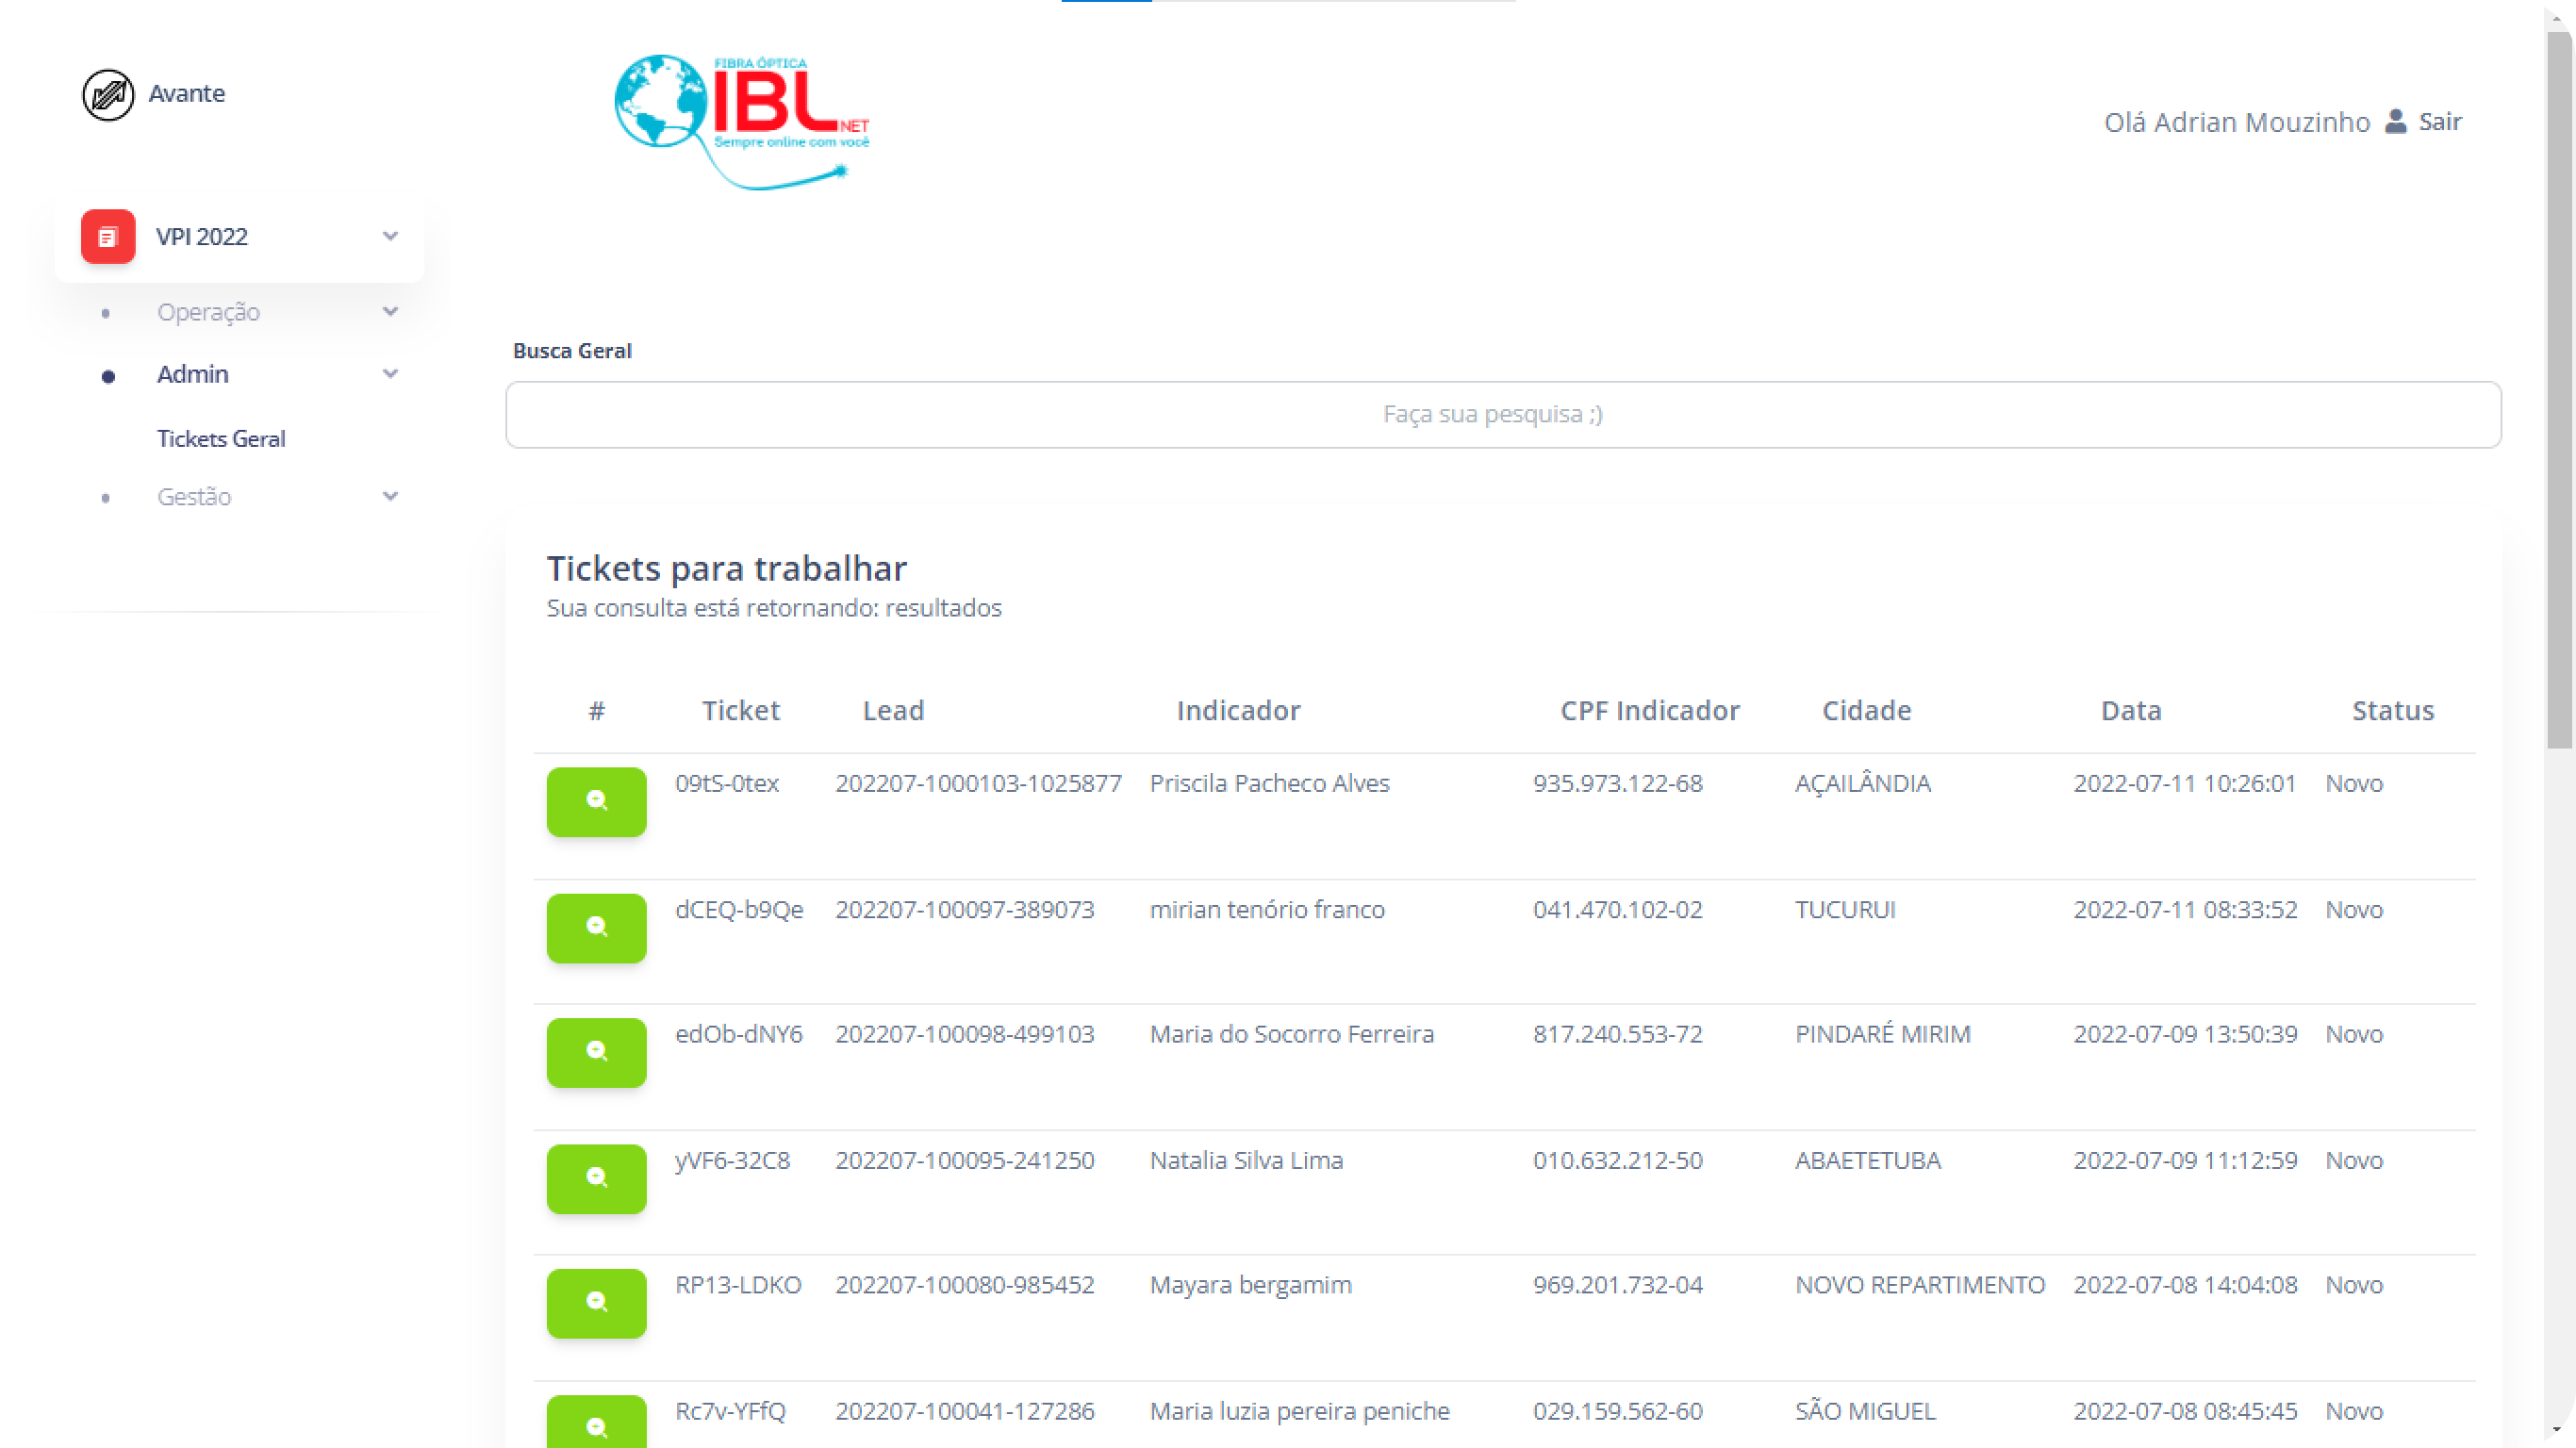 Avante
FIBRA ÓPTICA
IBL
NET
Sempre online com você
Olá Adrian Mouzinho Sair
VPI 2022
Operação
Admin
Tickets Geral
Gestão
Busca Geral
Faça sua pesquisa ;)
Tickets para trabalhar
Sua consulta está retornando: resultados
# Ticket Lead Indicador CPF Indicador Cidade Data Status
09tS-0tex 202207-1000103-1025877 Priscila Pacheco Alves 935.973.122-68 AÇAILÂNDIA 2022-07-11 10:26:01 Novo
dCEQ-b9Qe 202207-100097-389073 mirian tenório franco 041.470.102-02 TUCURUI 2022-07-11 08:33:52 Novo
edOb-dNY6 202207-100098-499103 Maria do Socorro Ferreira 817.240.553-72 PINDARÉ MIRIM 2022-07-09 13:50:39 Novo
yVF6-32C8 202207-100095-241250 Natalia Silva Lima 010.632.212-50 ABAETETUBA 2022-07-09 11:12:59 Novo
RP13-LDKO 202207-100080-985452 Mayara bergamim 969.201.732-04 NOVO REPARTIMENTO 2022-07-08 14:04:08 Novo
Rc7v-YFfQ 202207-100041-127286 Maria luzia pereira peniche 029.159.562-60 SÃO MIGUEL 2022-07-08 08:45:45 Novo